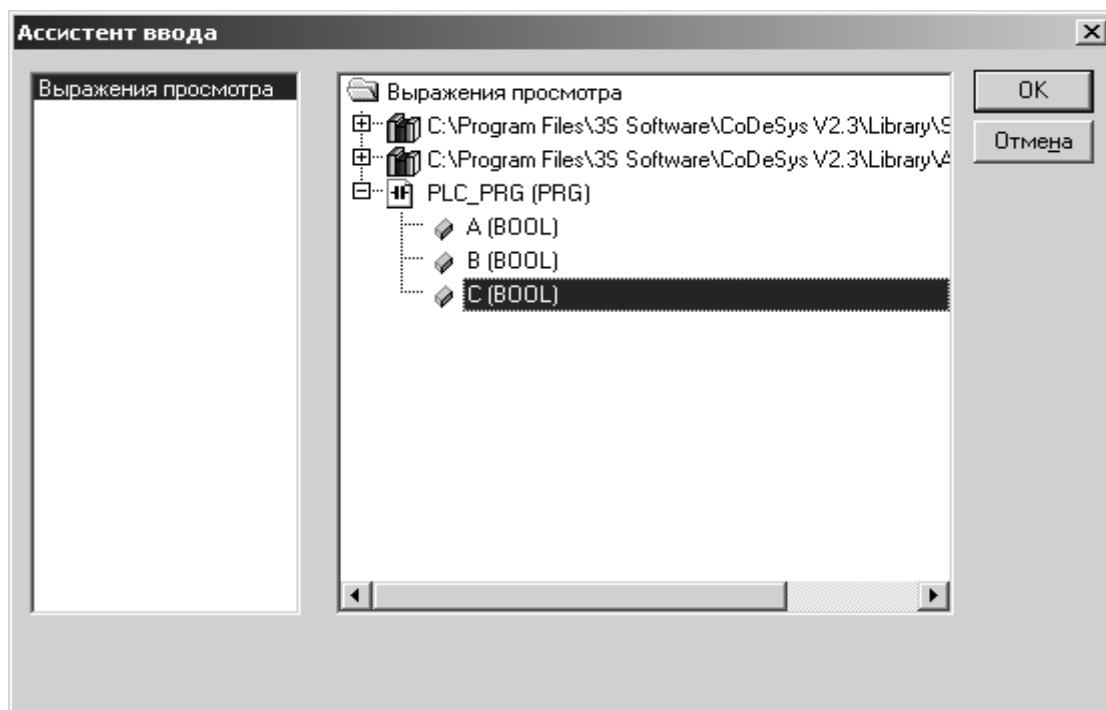 Ассистент ввода
Выражения просмотра
Выражения просмотра
C:\Program Files\3S Software\CoDeSys V2.3\Library\S
C:\Program Files\3S Software\CoDeSys V2.3\Library\A
PLC_PRG (PRG)
A (BOOL)
B (BOOL)
C (BOOL)
OK
Отмена